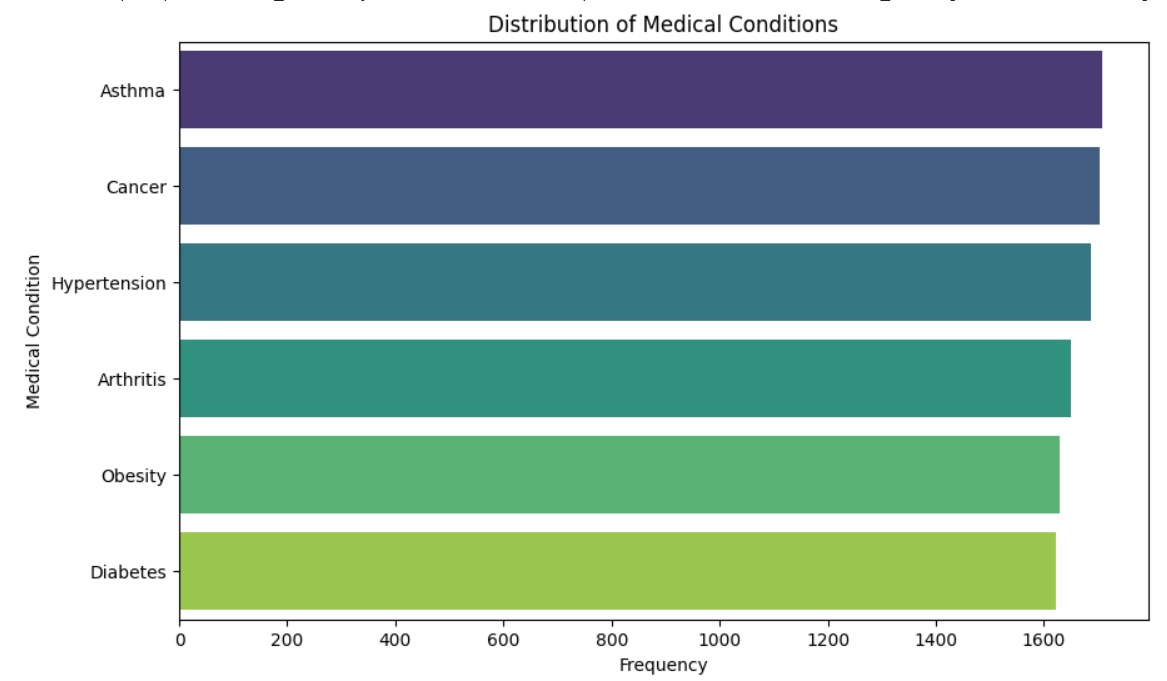 Distribution of Medical Conditions
Asthma
Cancer
Hypertension
Arthritis
Obesity
Diabetes
Medical Condition
0 200 400 600 800 1000 1200 1400 1600
Frequency